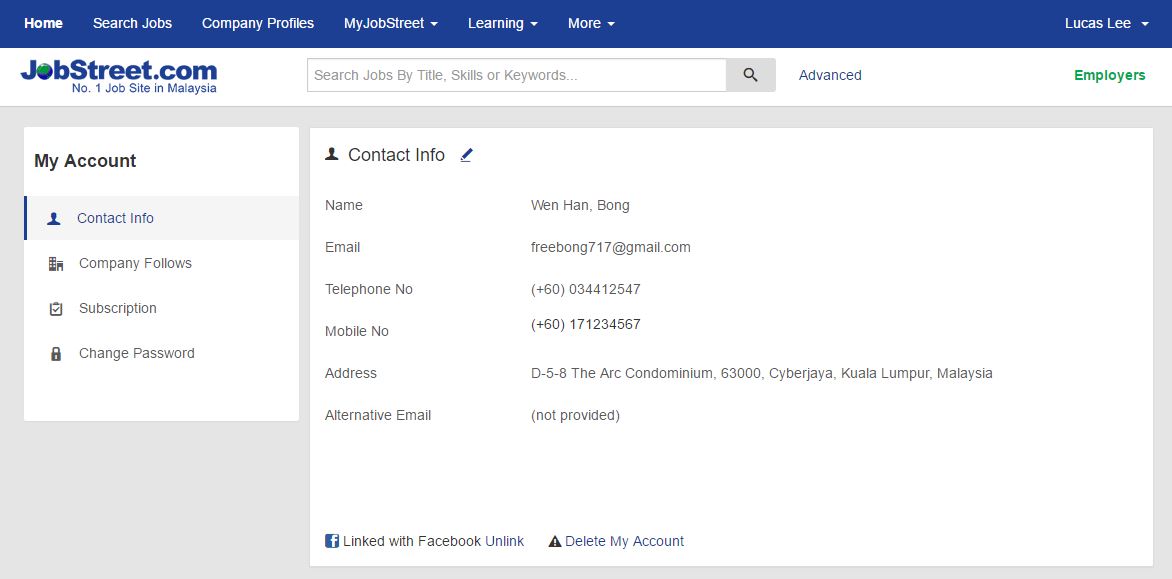 Home Search Jobs Company Profiles MyJobStreet Learning More Lucas Lee
JobStreet.com
No. 1 Job Site in Malaysia
Search Jobs By Title, Skills or Keywords...
Advanced
Employers
My Account
Contact Info
Company Follows
Subscription
Change Password
Contact Info
Name Wen Han, Bong
Email freebong717@gmail.com
Telephone No (+60) 034412547
Mobile No (+60) 171234567
Address D-5-8 The Arc Condominium, 63000, Cyberjaya, Kuala Lumpur, Malaysia
Alternative Email (not provided)
Linked with Facebook Unlink Delete My Account